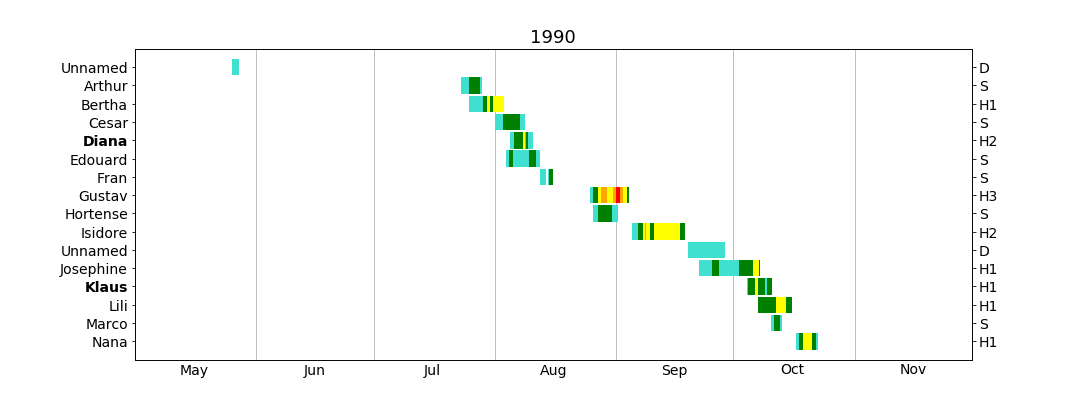 1990
Unnamed D
Arthur S
Bertha H1
Cesar S
Diana H2
Edouard S
Fran S
Gustav H3
Hortense S
Isidore H2
Unnamed D
Josephine H1
Klaus H1
Lili H1
Marco S
Nana H1
May Jun Jul Aug Sep Oct Nov